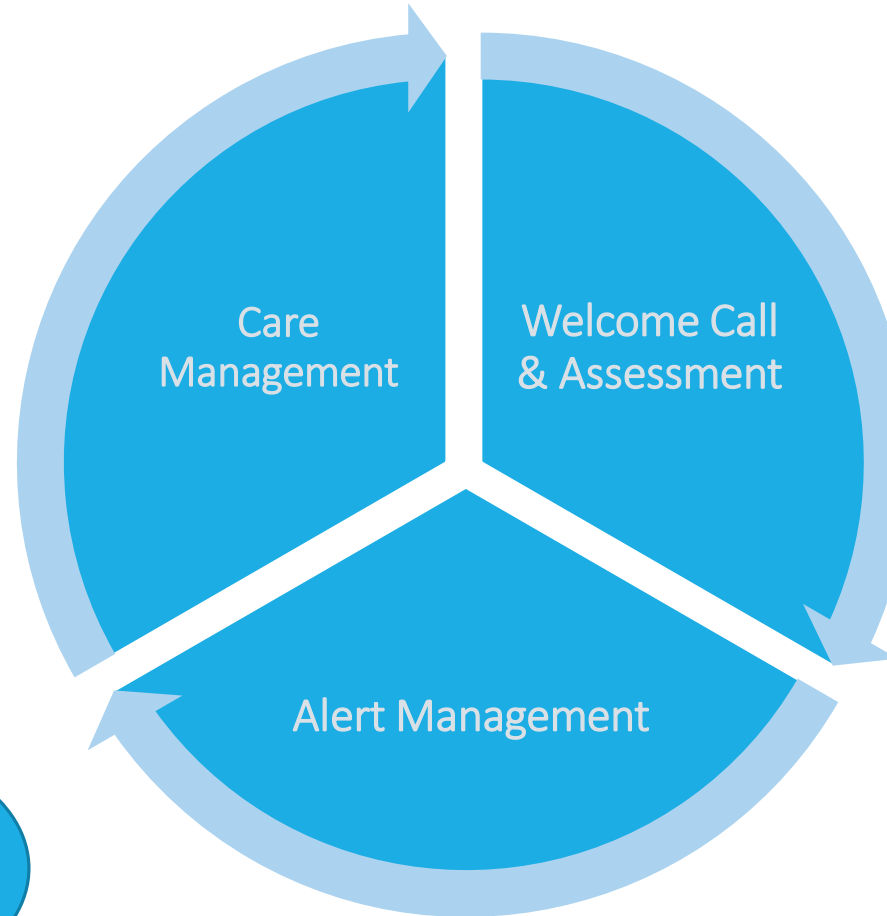 Care
Management
Welcome Call
& Assessment
Alert Management